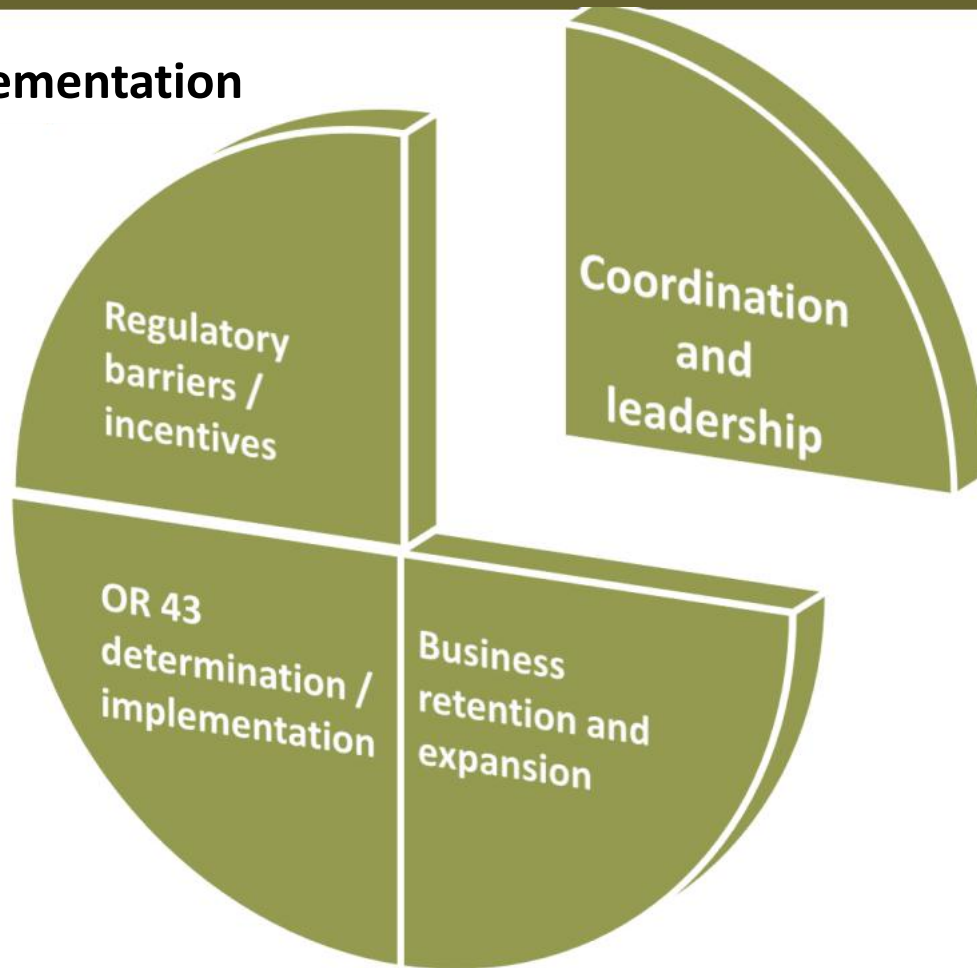 ementation
Coordination
and
leadership
Regulatory
barriers /
incentives
OR 43
determination /
implementation
Business
retention and
expansion